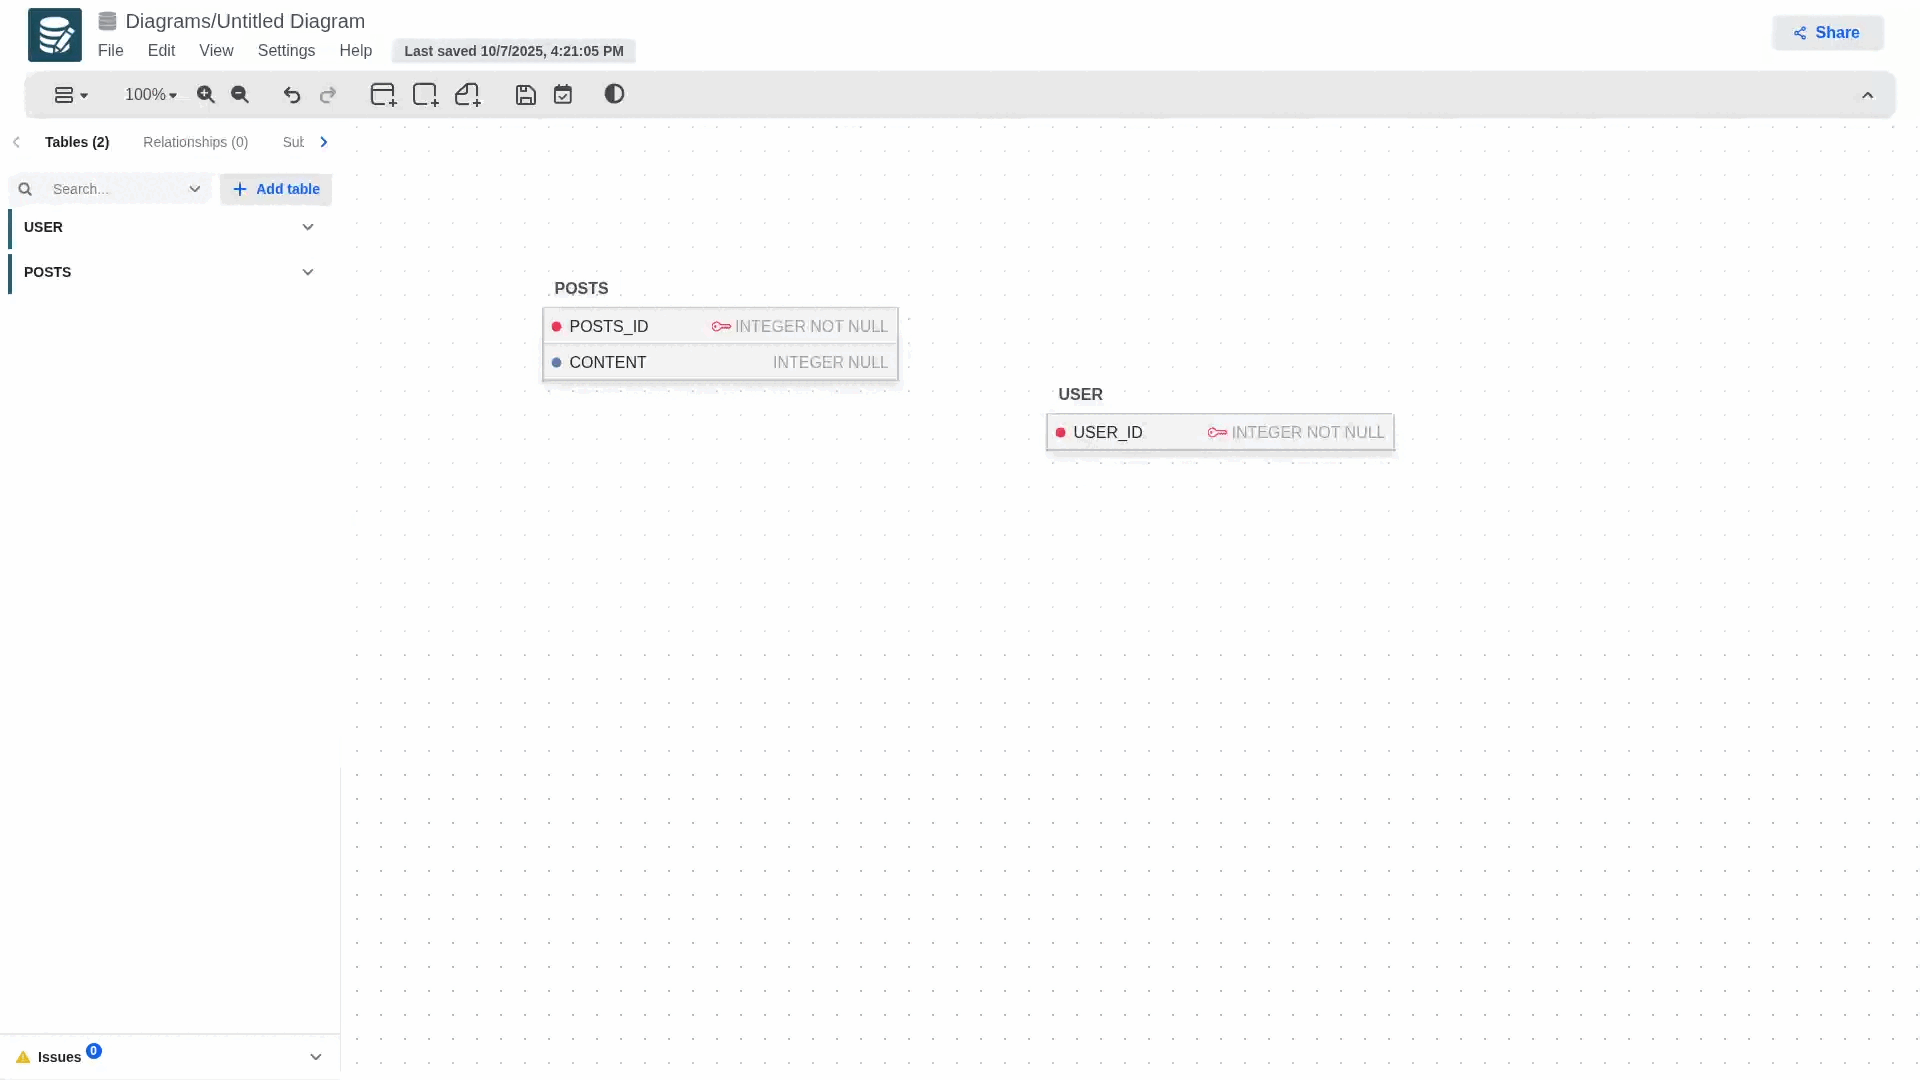 Diagrams/Untitled Diagram
File Edit View Settings Help Last saved 10/7/2025, 4:21:05 PM
Share
100%
Tables (2) Relationships (0) Sub
Search... Add table
USER
POSTS
POSTS
POSTS_ID INTEGER NOT NULL
CONTENT INTEGER NULL
USER
USER_ID INTEGER NOT NULL
Issues 0